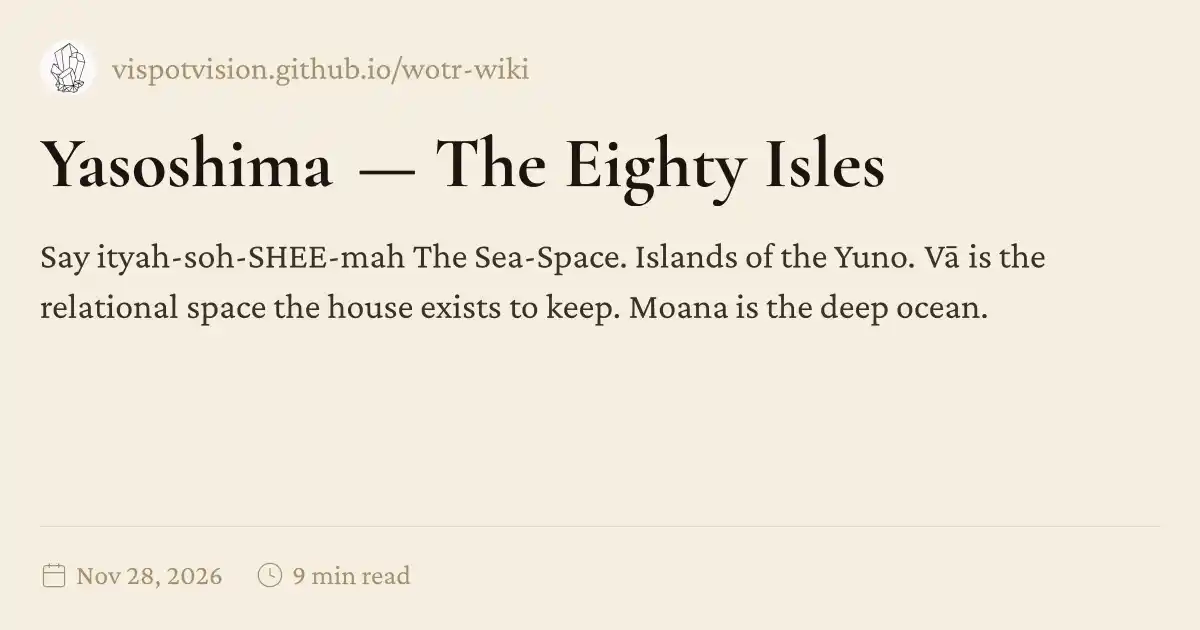 vispotvision.github.io/wotr-wiki
Yasoshima — The Eighty Isles
Say ityah-soh-SHEE-mah The Sea-Space. Islands of the Yuno. Vā is the
relational space the house exists to keep. Moana is the deep ocean.
Nov 28, 2026 9 min read